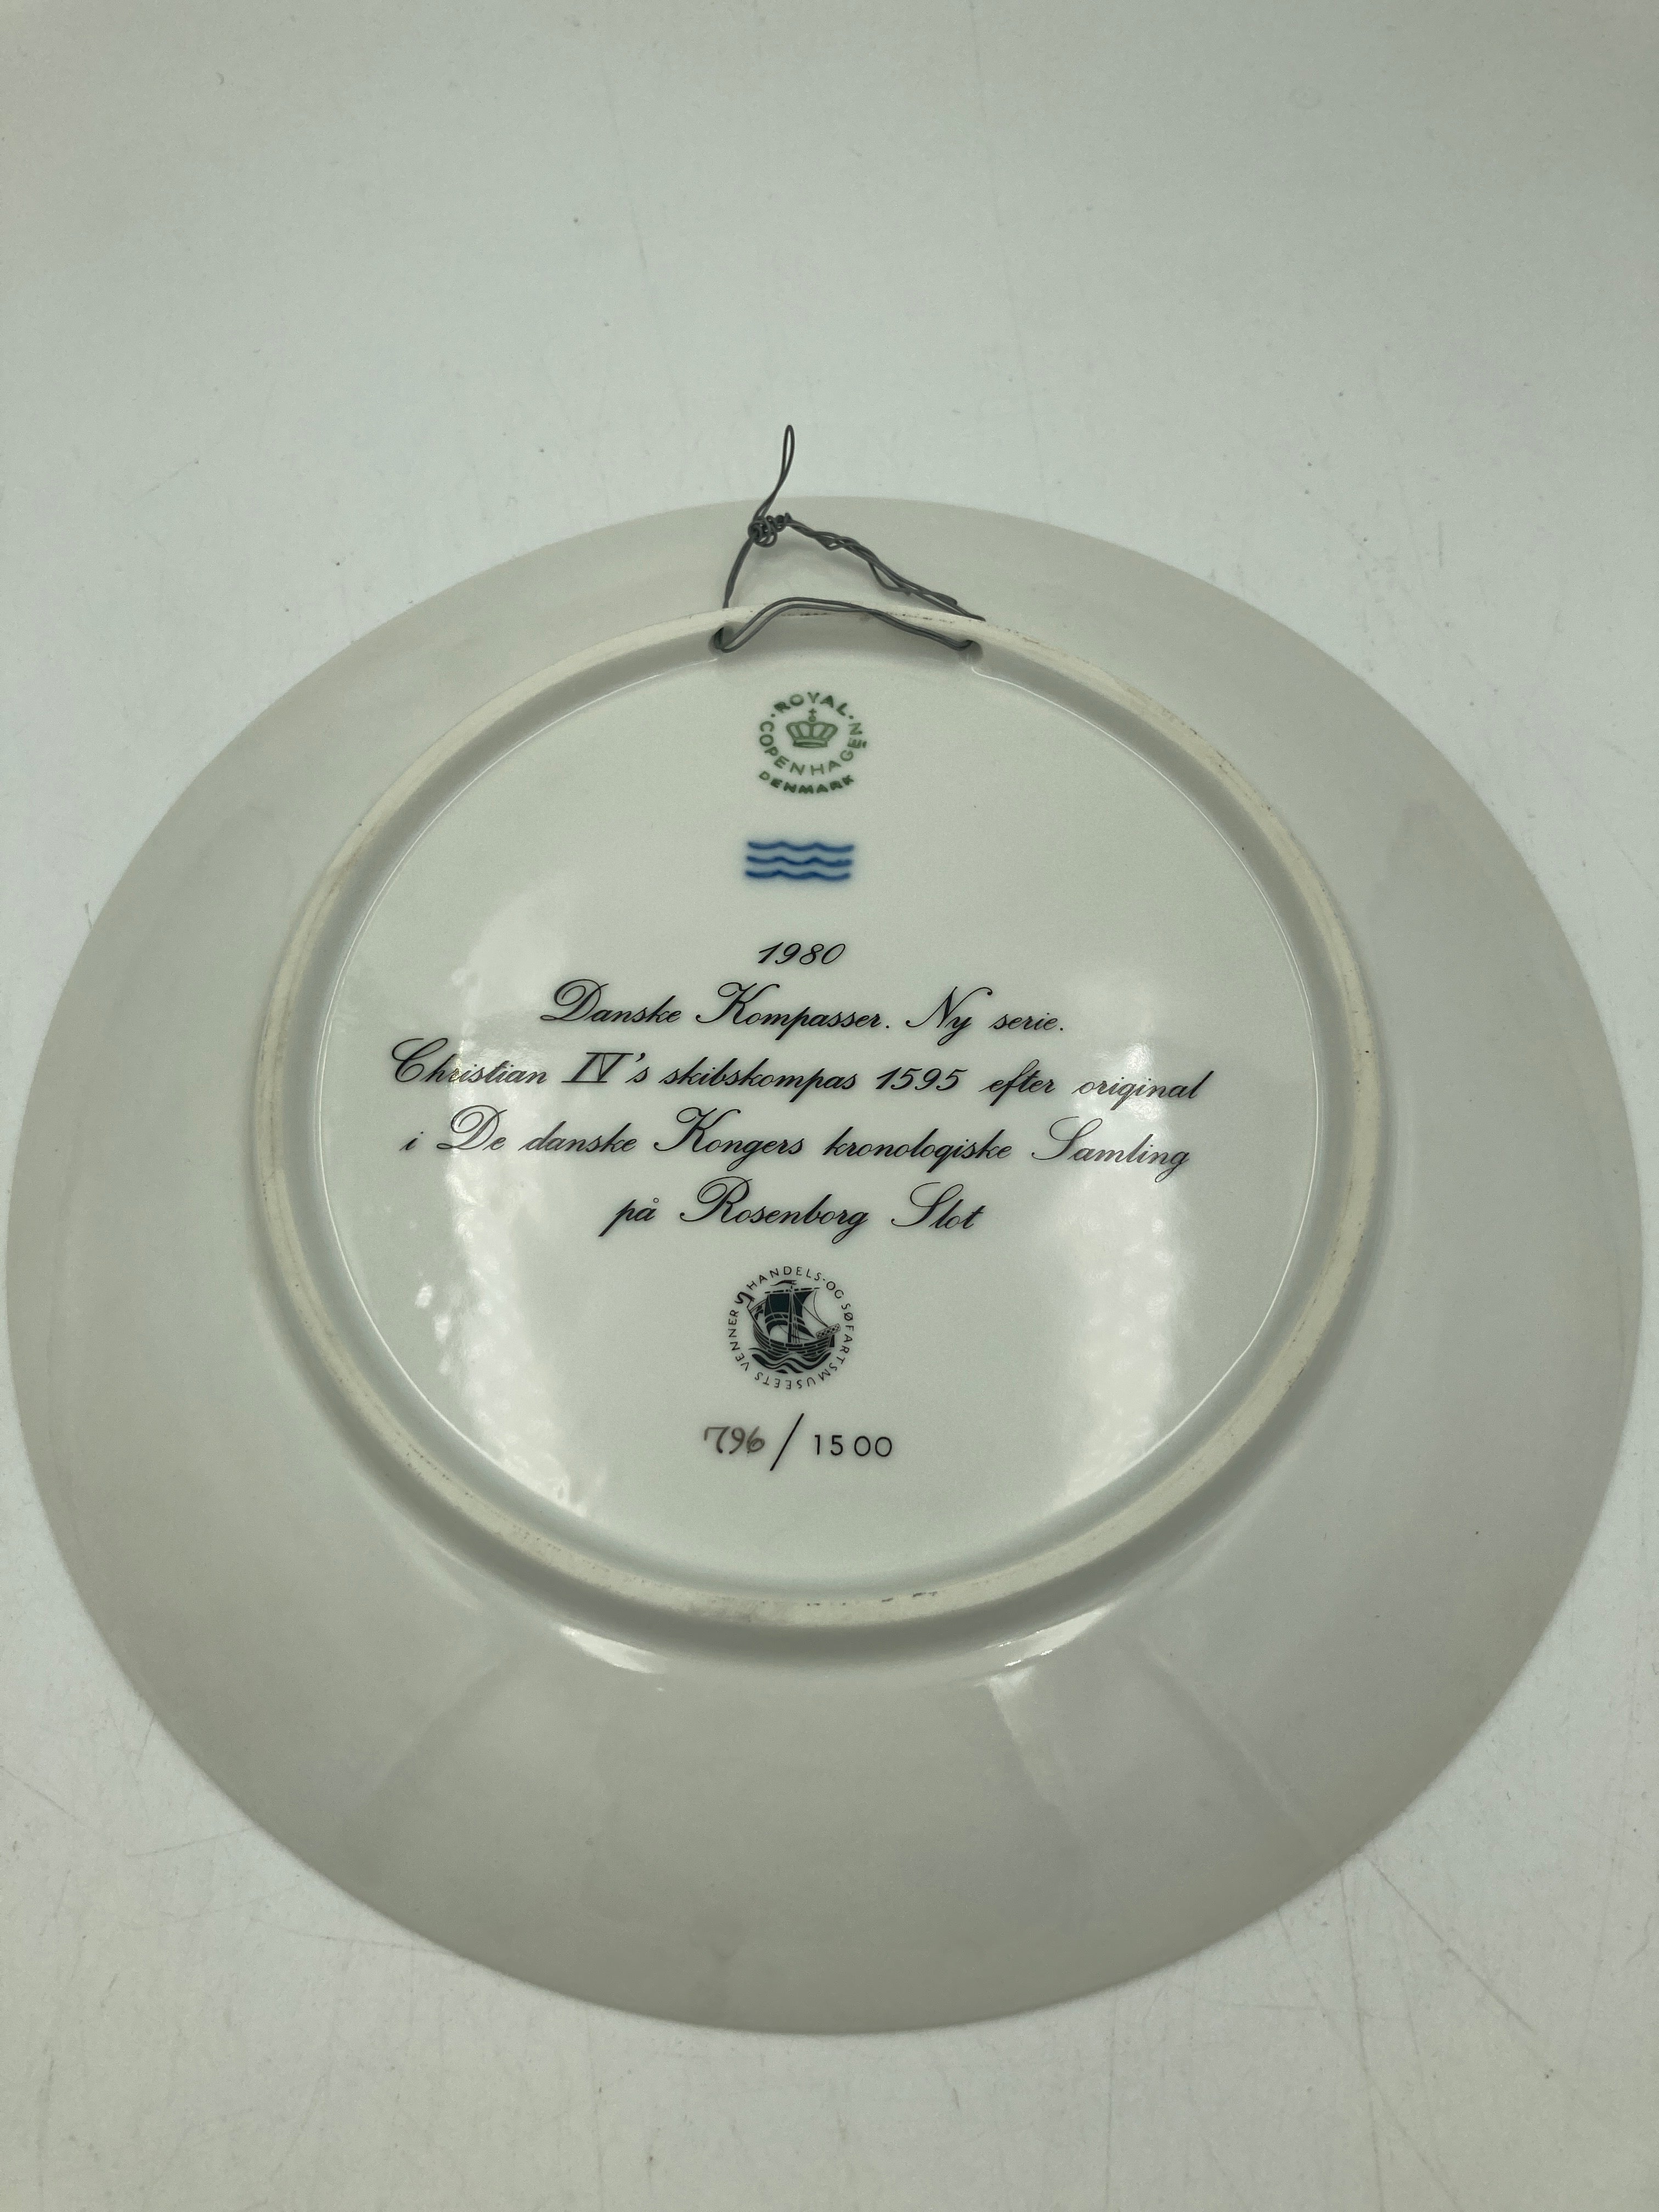 ROYAL
COPENHAGEN
DENMARK
1980
Danske Kompasser. Ny serie.
Christian IV's skibskompas 1595 efter original
i De danske Kongers kronologiske Samling
på Rosenborg Slot
HANDELS-OG SØFARTSMUSEETS VENNER
796/1500